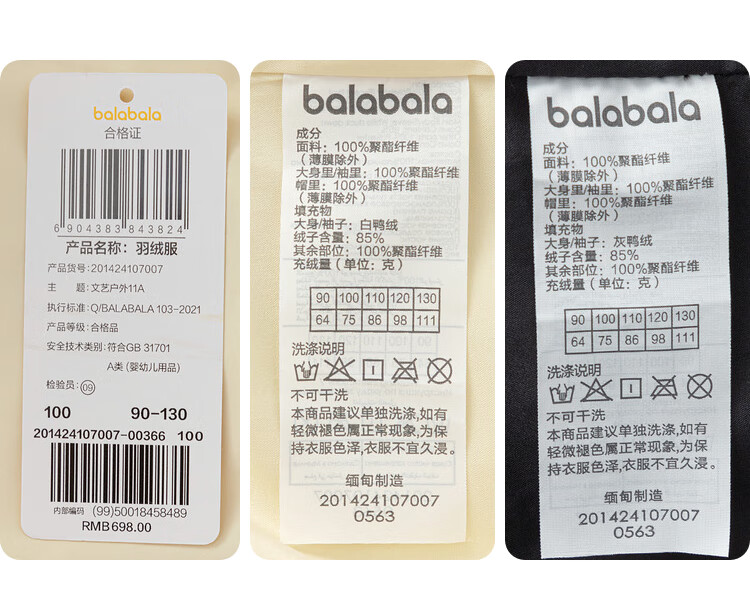 balabala
合格证
6 904383 843824
产品名称：羽绒服
产品货号:201424107007
主 题:文艺户外11A
执行标准:Q/BALABALA 103-2021
产品等级:合格品
安全技术类别:符合GB 31701
A类 (婴幼儿用品)
检验员: 09
100 90-130
201424107007-00366 100
内部编码 (99)50018458489
RMB698.00
balabala
成分
面料：100%聚酯纤维
（薄膜除外）
大身里/袖里：100%聚酯纤维
帽里：100%聚酯纤维
（薄膜除外）
填充物
大身/袖子：白鸭绒
绒子含量：85%
其余部位：100%聚酯纤维
充绒量（单位：克）
90 100 110 120 130
64 75 86 98 111
洗涤说明
不可干洗
本商品建议单独洗涤,如有
轻微褪色属正常现象,为保
持衣服色泽,衣服不宜久浸。
缅甸制造
201424107007
0563
balabala
成分
面料：100%聚酯纤维
（薄膜除外）
大身里/袖里：100%聚酯纤维
帽里：100%聚酯纤维
（薄膜除外）
填充物
大身/袖子：灰鸭绒
绒子含量：85%
其余部位：100%聚酯纤维
充绒量（单位：克）
90 100 110 120 130
64 75 86 98 111
洗涤说明
不可干洗
本商品建议单独洗涤,如有
轻微褪色属正常现象,为保
持衣服色泽,衣服不宜久浸。
缅甸制造
201424107007
0563